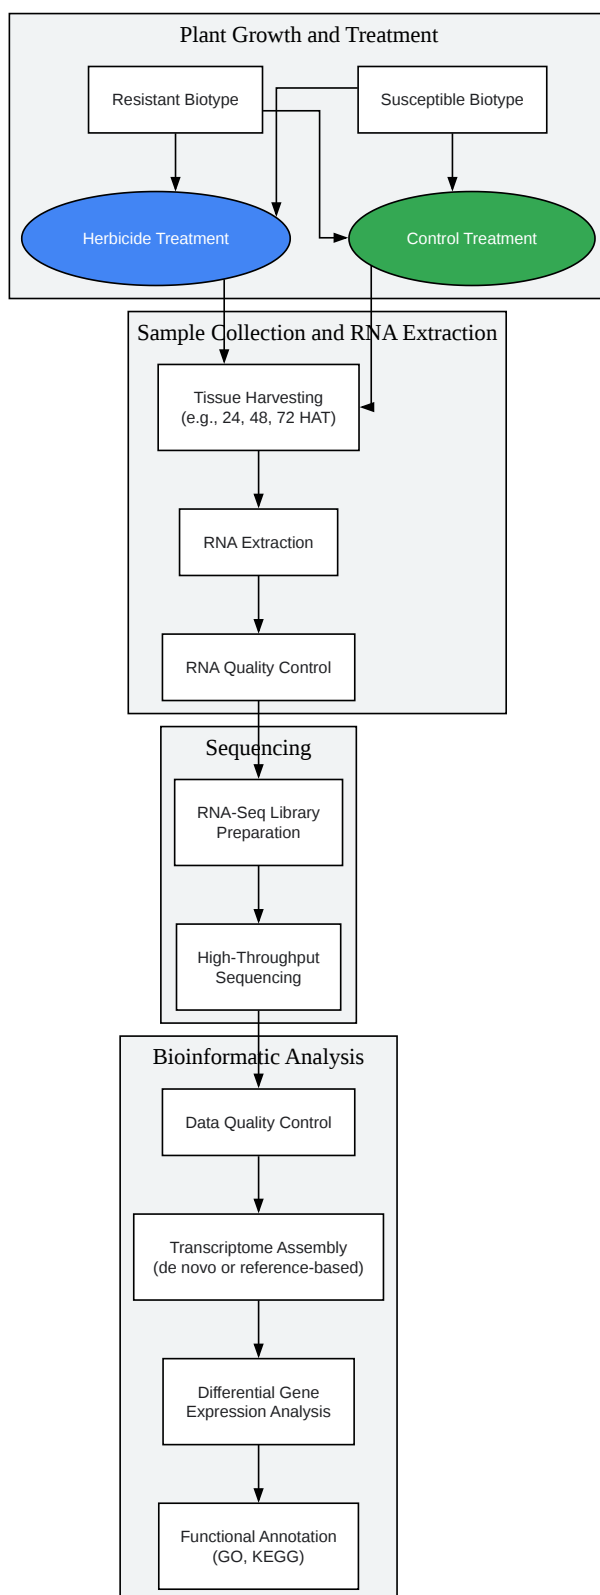 Plant Growth and Treatment
Resistant Biotype
Susceptible Biotype
Herbicide Treatment
Control Treatment
Sample Collection and RNA Extraction
Tissue Harvesting
(e.g., 24, 48, 72 HAT)
RNA Extraction
RNA Quality Control
Sequencing
RNA-Seq Library
Preparation
High-Throughput
Sequencing
Bioinformatic Analysis
Data Quality Control
Transcriptome Assembly
(de novo or reference-based)
Differential Gene
Expression Analysis
Functional Annotation
(GO, KEGG)